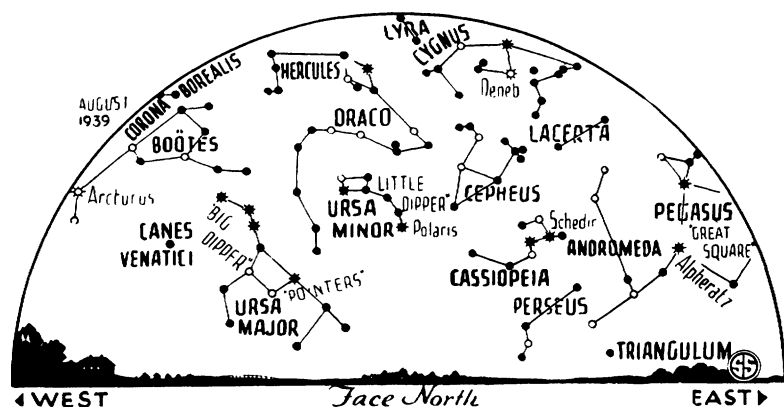 LYRA
CYGNUS
HERCULES
Deneb
AUGUST
1939
CORONA BOREALIS
BOÖTES
DRACO
LACERTA
Arcturus
LITTLE
DIPPER"
CEPHEUS
URSA
MINOR
Polaris
"BIG
DIPPER"
CANES
VENATICI
PEGASUS
"GREAT
SQUARE"
Schedir
ANDROMEDA
Alpheratz
CASSIOPEIA
"POINTERS"
URSA
MAJOR
PERSEUS
TRIANGULUM
SS
WEST
Face North
EAST